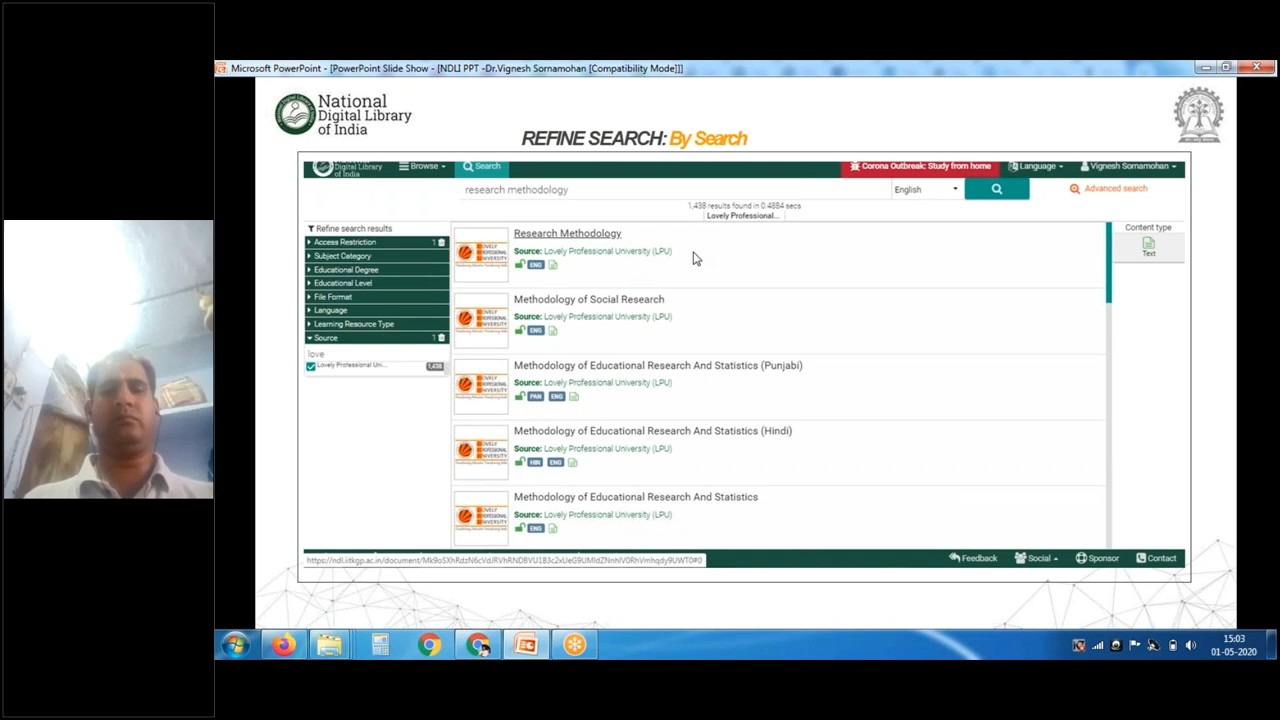 Microsoft PowerPoint - [PowerPoint Slide Show - [NDLI PPT -Dr.Vignesh Sornamohan [Compatibility Mode]]]
National
Digital Library
of India
REFINE SEARCH: By Search
Digital Library
of India
Browse
Search
Corona Outbreak: Study from home
Language
Vignesh Sornamohan
research methodology
English
Advanced search
1,438 results found in 0.4884 secs
Lovely Professional...
Refine search results
Access Restriction 1
Subject Category
Educational Degree
Educational Level
File Format
Language
Learning Resource Type
Source 1
love
Lovely Professional Uni... 1,438
Research Methodology
Source: Lovely Professional University (LPU)
ENG
Methodology of Social Research
Source: Lovely Professional University (LPU)
ENG
Methodology of Educational Research And Statistics (Punjabi)
Source: Lovely Professional University (LPU)
PAN ENG
Methodology of Educational Research And Statistics (Hindi)
Source: Lovely Professional University (LPU)
HIN ENG
Methodology of Educational Research And Statistics
Source: Lovely Professional University (LPU)
ENG
Content type
Text
Feedback
Social
Sponsor
Contact
15:03
01-05-2020